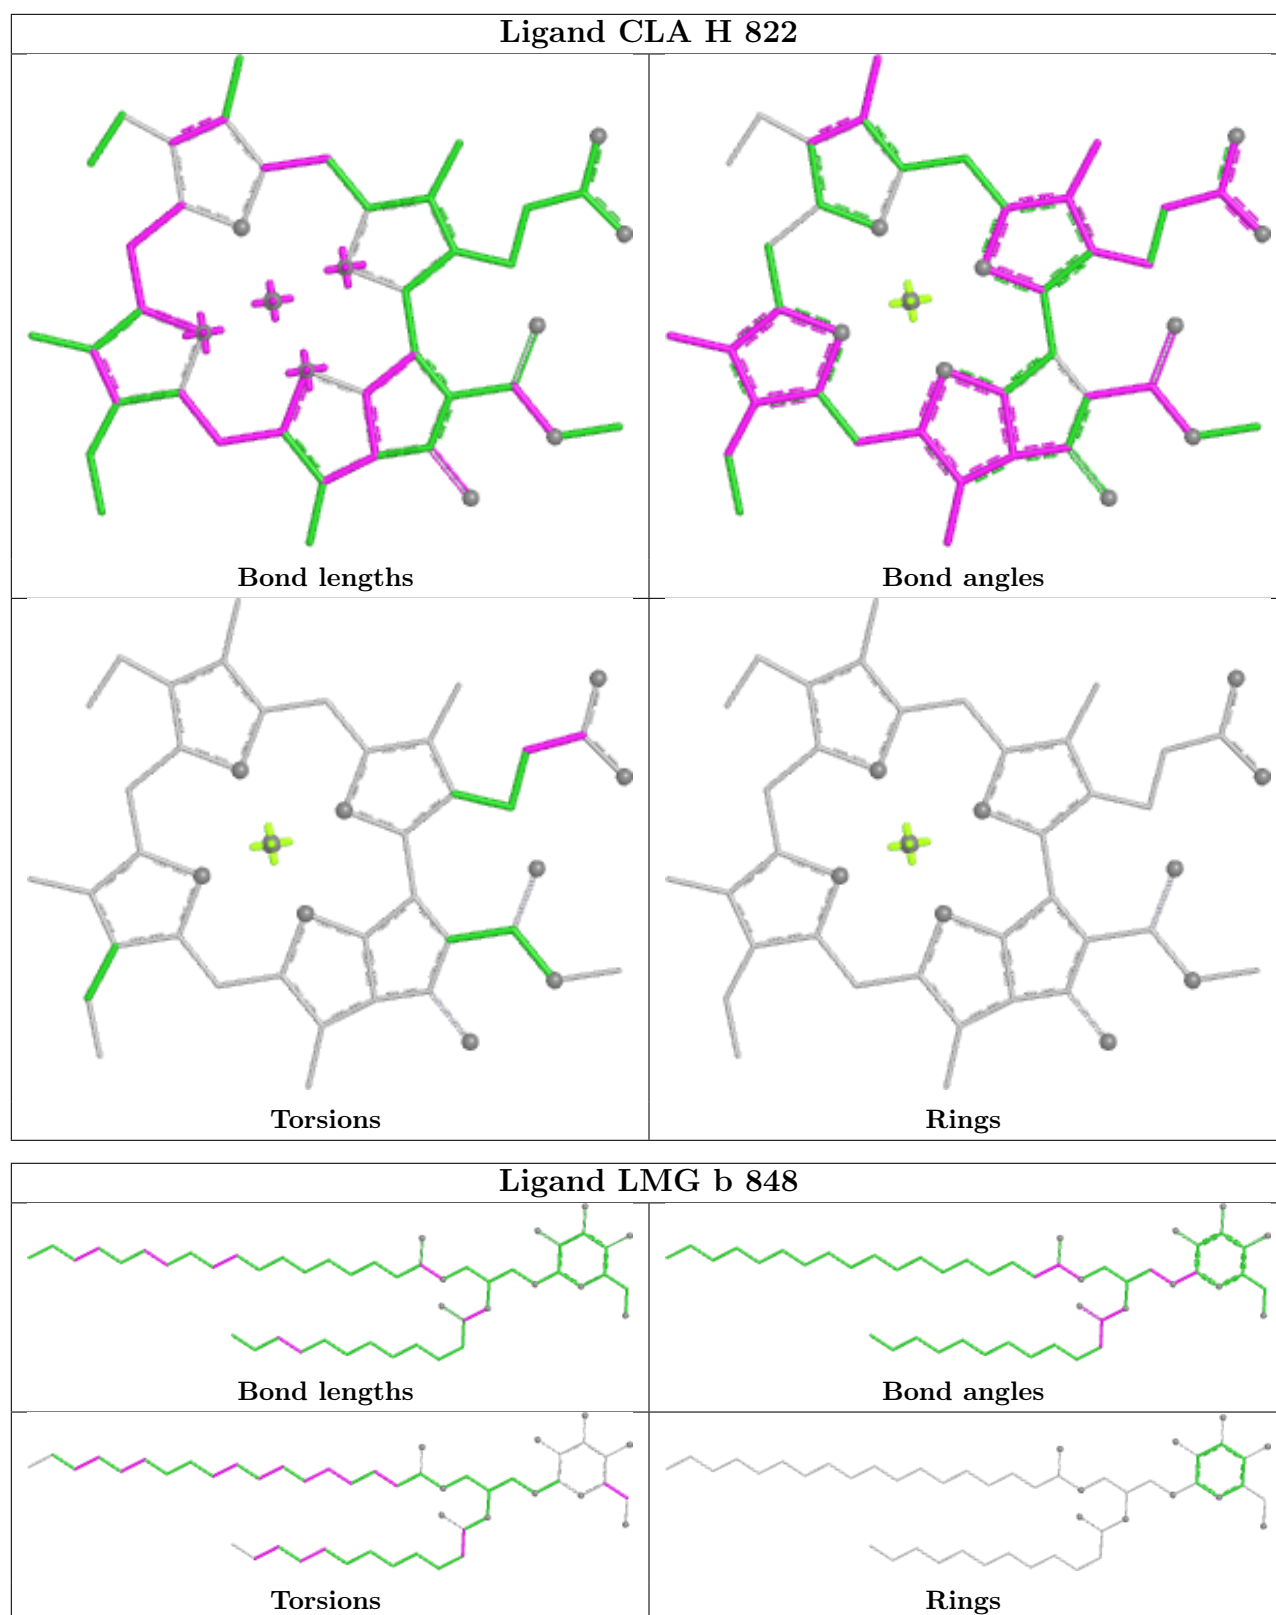 Ligand CLA H 822
Bond lengths
Bond angles
Torsions
Rings
Ligand LMG b 848
Bond lengths
Bond angles
Torsions
Rings